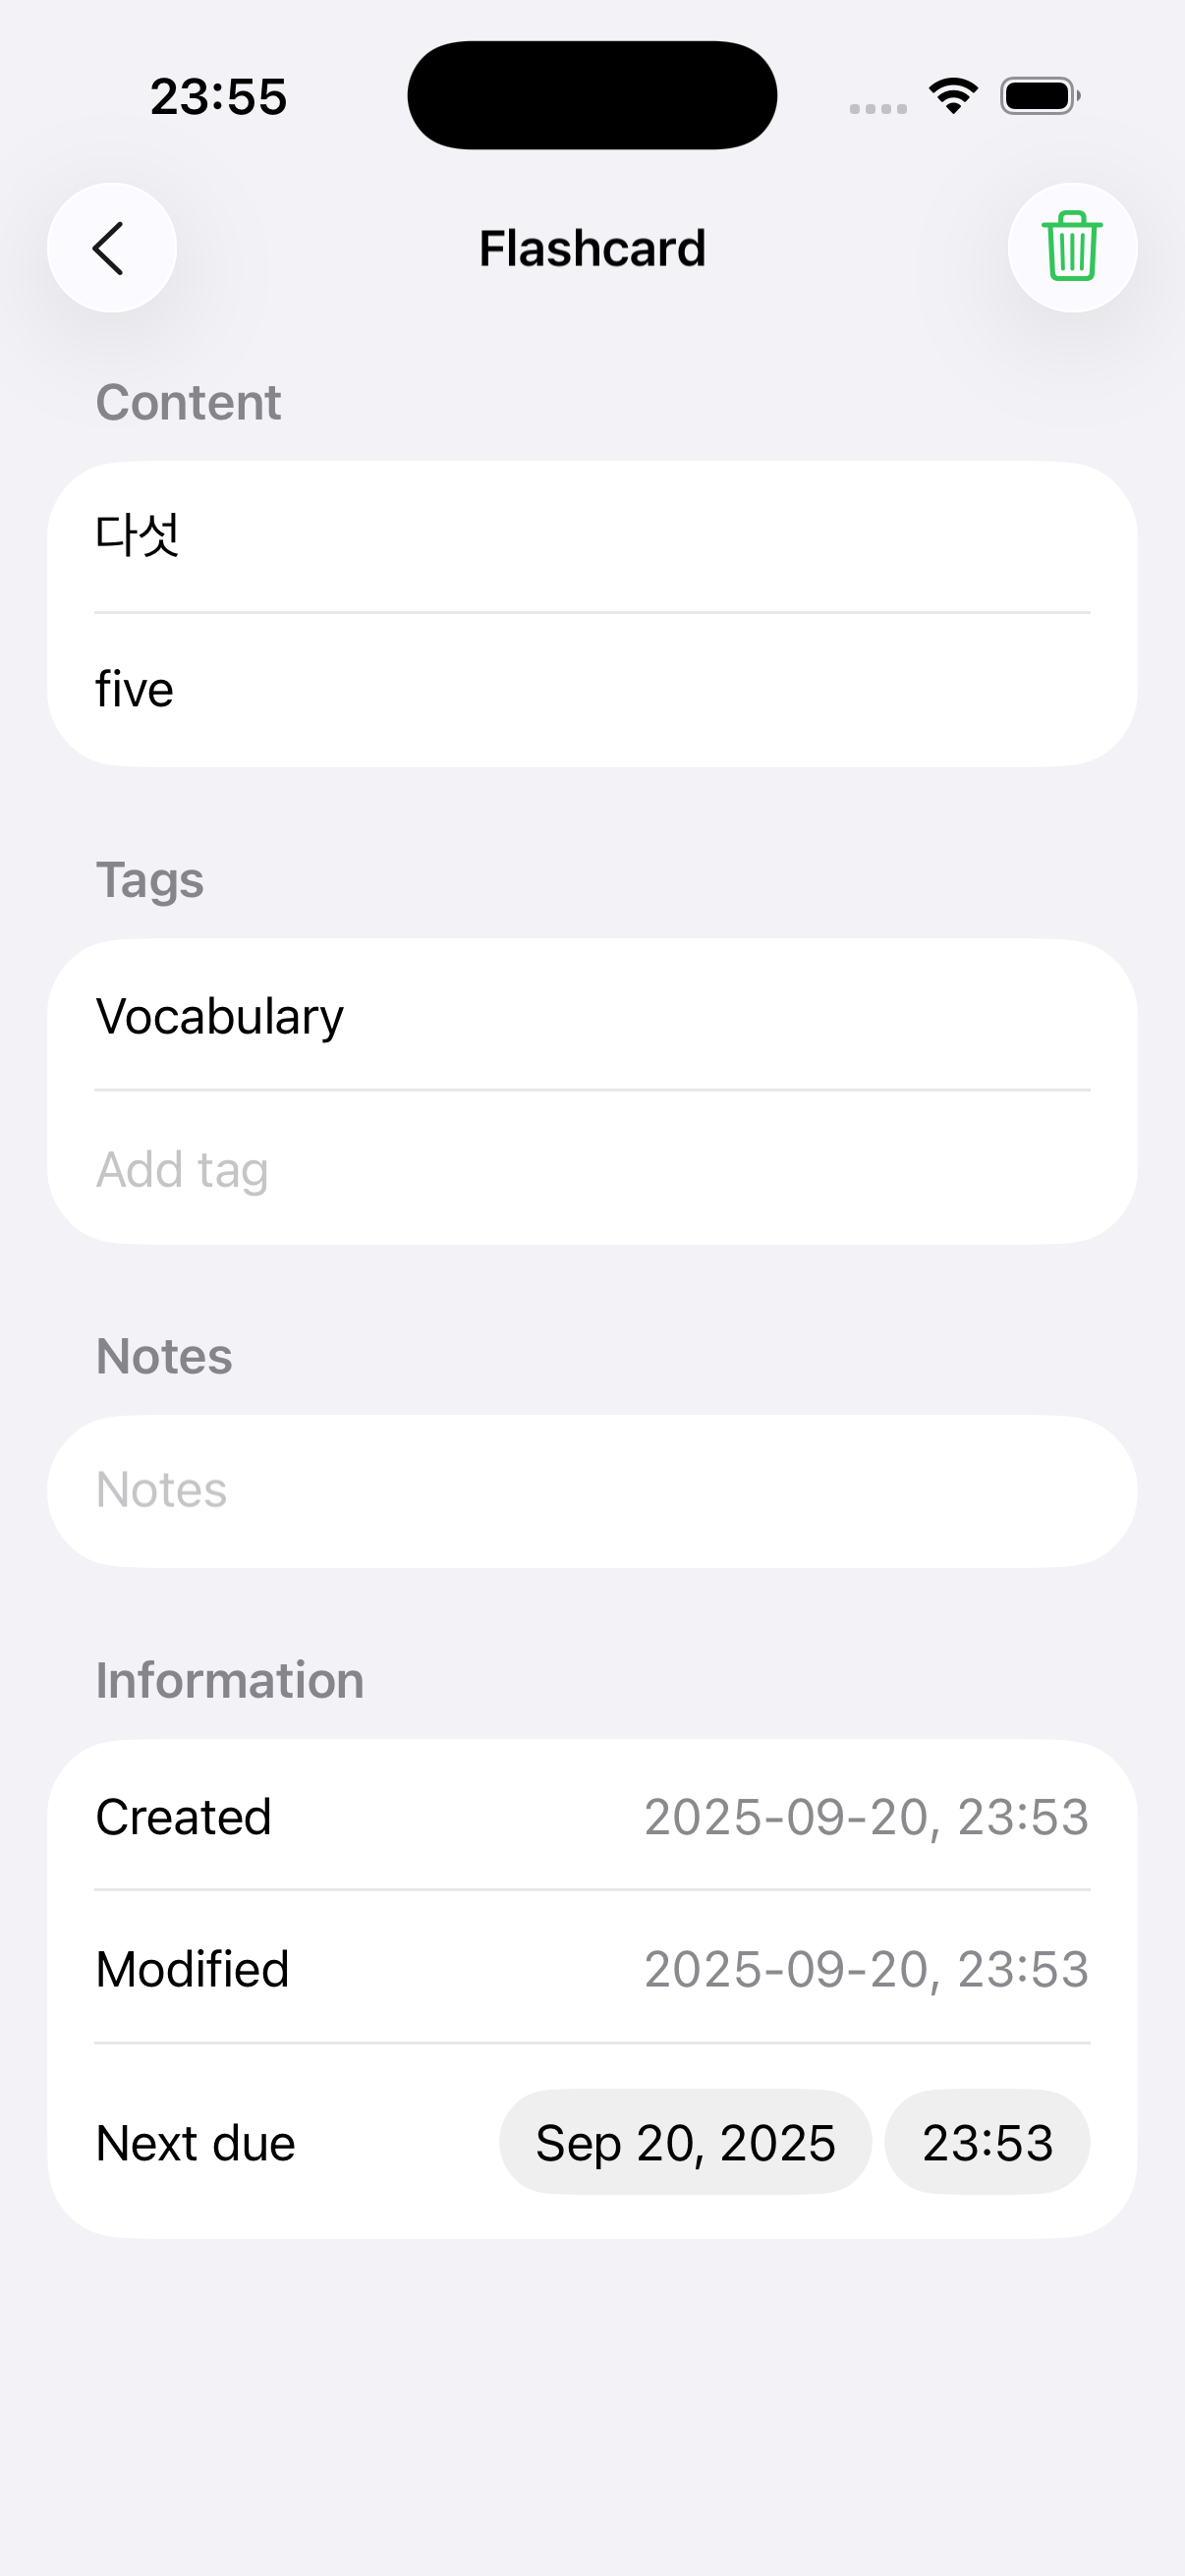 23:55
Flashcard
Content
다섯
five
Tags
Vocabulary
Add tag
Notes
Notes
Information
Created 2025-09-20, 23:53
Modified 2025-09-20, 23:53
Next due Sep 20, 2025 23:53